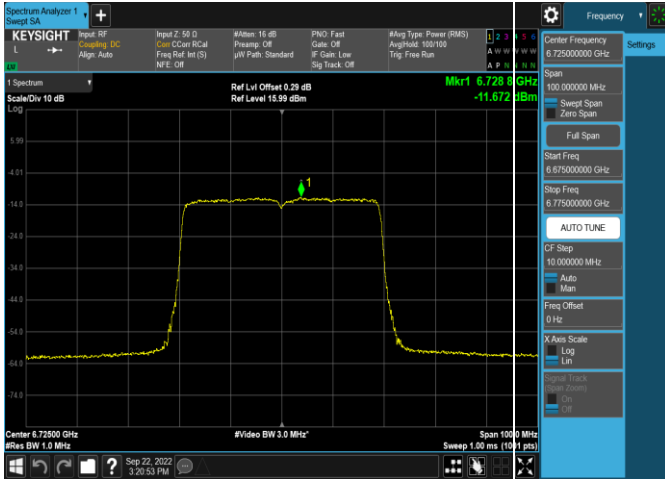 Spectrum Analyzer 1
Swept SA
Frequency
KEYSIGHT
L
LV
Input: RF
Coupling: DC
Align: Auto
Input Z: 50 Ω
Corr CCorr RCal
Freq Ref: Int (S)
NFE: Off
#Atten: 16 dB
Preamp: Off
µW Path: Standard
PNO: Fast
Gate: Off
IF Gain: Low
Sig Track: Off
#Avg Type: Power (RMS)
Avg|Hold: 100/100
Trig: Free Run
1 2 3 4 5 6
A W W W W W
A P N N N N
1 Spectrum
Scale/Div 10 dB
Log
Ref Lvl Offset 0.29 dB
Ref Level 15.99 dBm
Mkr1 6.728 8 GHz
-11.672 dBm
5.99
-4.01
-14.0
-24.0
-34.0
-44.0
-54.0
-64.0
-74.0
1
Center 6.72500 GHz
#Res BW 1.0 MHz
#Video BW 3.0 MHz*
Span 100.0 MHz
Sweep 1.00 ms (1001 pts)
Sep 22, 2022
3:20:53 PM
Center Frequency
6.725000000 GHz
Settings
Span
100.000000 MHz
Swept Span
Zero Span
Full Span
Start Freq
6.675000000 GHz
Stop Freq
6.775000000 GHz
AUTO TUNE
CF Step
10.000000 MHz
Auto
Man
Freq Offset
0 Hz
X Axis Scale
Log
Lin
Signal Track
(Span Zoom)
On
Off